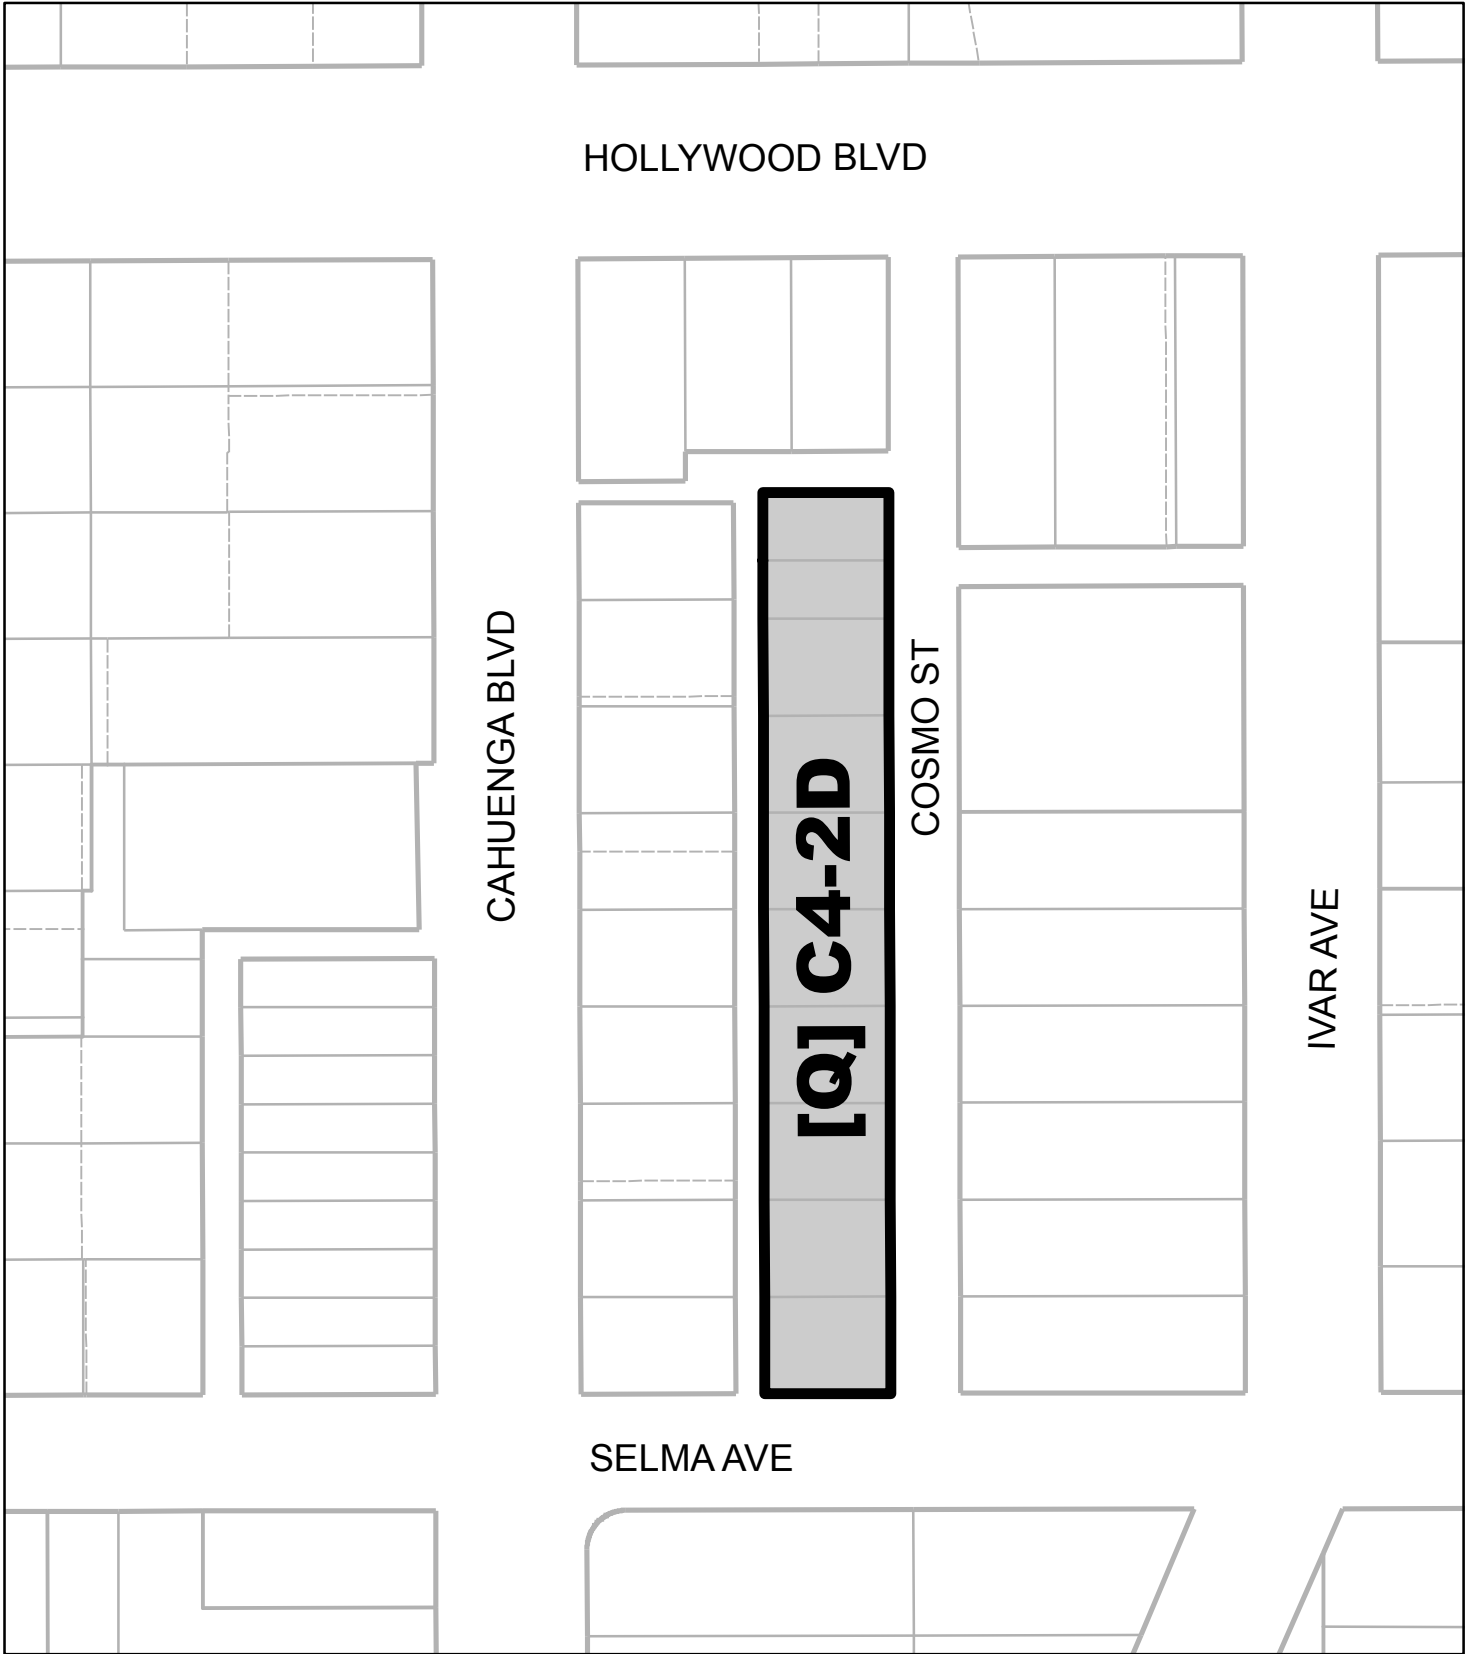 HOLLYWOOD BLVD
CAHUENGA BLVD
[Q] C4-2D
COSMO ST
IVAR AVE
SELMA AVE